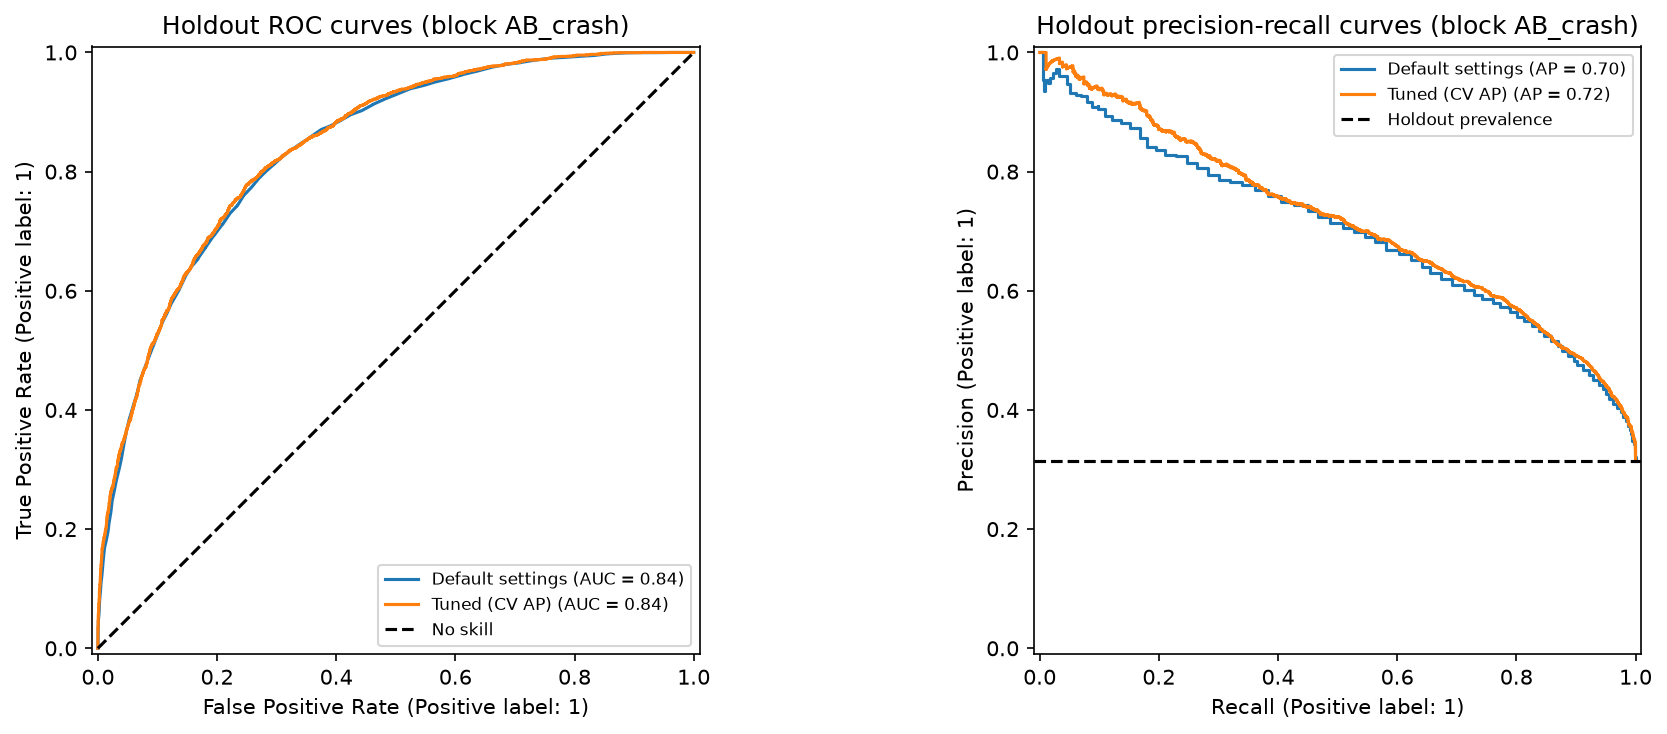 Holdout ROC curves (block AB_crash)
True Positive Rate (Positive label: 1)
1.0
0.8
0.6
0.4
0.2
0.0
Default settings (AUC = 0.84)
Tuned (CV AP) (AUC = 0.84)
No skill
0.0 0.2 0.4 0.6 0.8 1.0
False Positive Rate (Positive label: 1)
Holdout precision-recall curves (block AB_crash)
Precision (Positive label: 1)
1.0
0.8
0.6
0.4
0.2
0.0
Default settings (AP = 0.70)
Tuned (CV AP) (AP = 0.72)
Holdout prevalence
0.0 0.2 0.4 0.6 0.8 1.0
Recall (Positive label: 1)